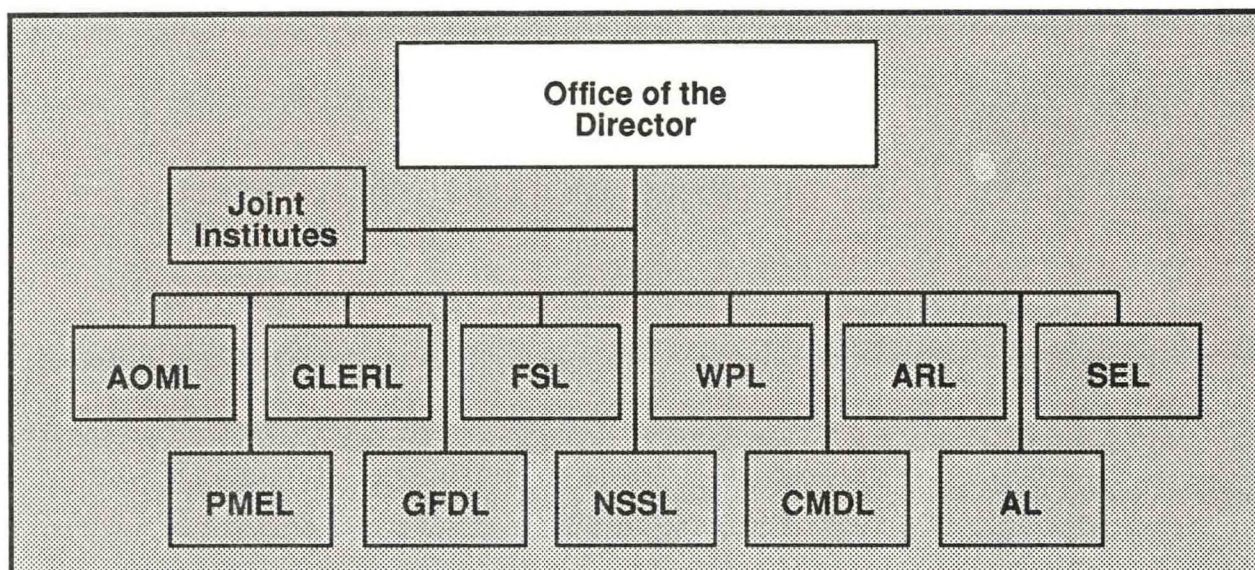 Office of the
Director
Joint
Institutes
AOML
GLERL
FSL
WPL
ARL
SEL
PMEL
GFDL
NSSL
CMDL
AL